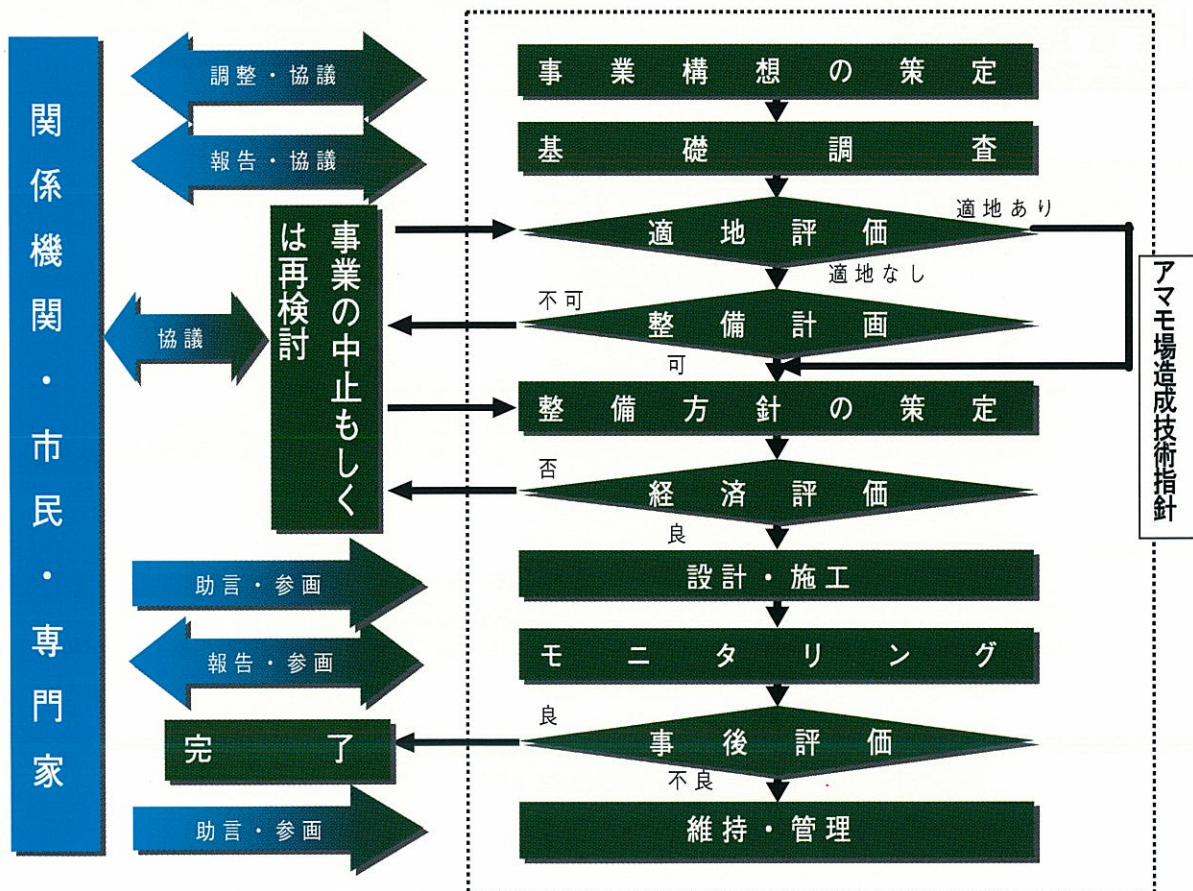 関係機関・市民・専門家
調整・協議
事業構想の策定
報告・協議
基礎調査
適地評価
適地あり
適地なし
事業の中止もしく
は再検討
協議
不可
整備計画
可
整備方針の策定
否
経済評価
良
助言・参画
設計・施工
報告・参画
モニタリング
完了
良
事後評価
不良
助言・参画
維持・管理
アマモ場造成技術指針